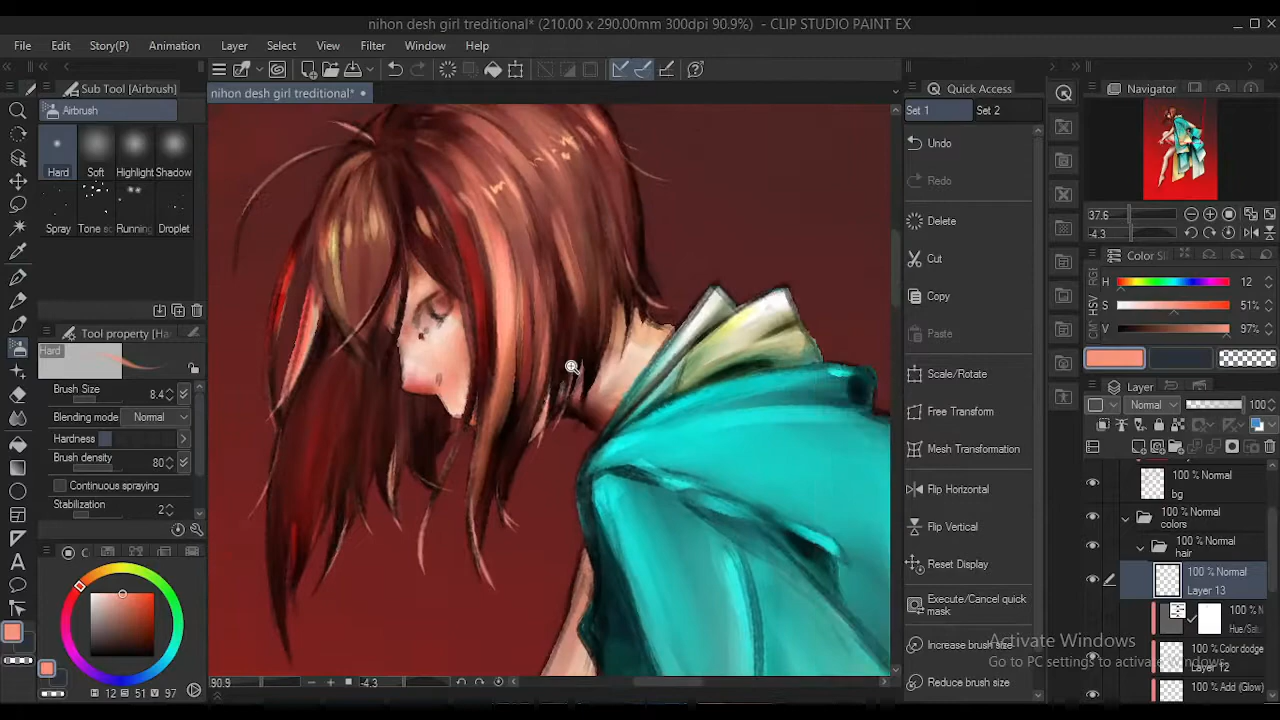 nihon desh girl treditional* (210.00 x 290.00mm 300dpi 90.9%) - CLIP STUDIO PAINT EX
File Edit Story(P) Animation Layer Select View Filter Window Help
Sub Tool [Airbrush]
nihon desh girl treditional*
Quick Access
Navigator
Airbrush
Set 1 Set 2
Hard Soft Highlight Shadow
Spray Tone sc Running Droplet
Undo
Redo
Delete
Cut
Copy
Paste
Scale/Rotate
Free Transform
Mesh Transformation
Flip Horizontal
Flip Vertical
Reset Display
Execute/Cancel quick
mask
Increase brush size
Reduce brush size
37.6
-4.3
Color Sl
H 12
S 51%
V 97%
RGB
HSV
Layer
Normal 100
100 % Normal
bg
100 % Normal
colors
100 % Normal
hair
100 % Normal
Layer 13
100 % N
Hue/Sat
100 % Color dodge
Layer 12
100 % Add (Glow)
Tool property [Ha
Hard
Brush Size 8.4
Blending mode Normal
Hardness
Brush density 80
Continuous spraying
Stabilization 2
C
H 12 S 51 V 97
90.9
-4.3
Activate Windows
Go to PC settings to activate Windows.